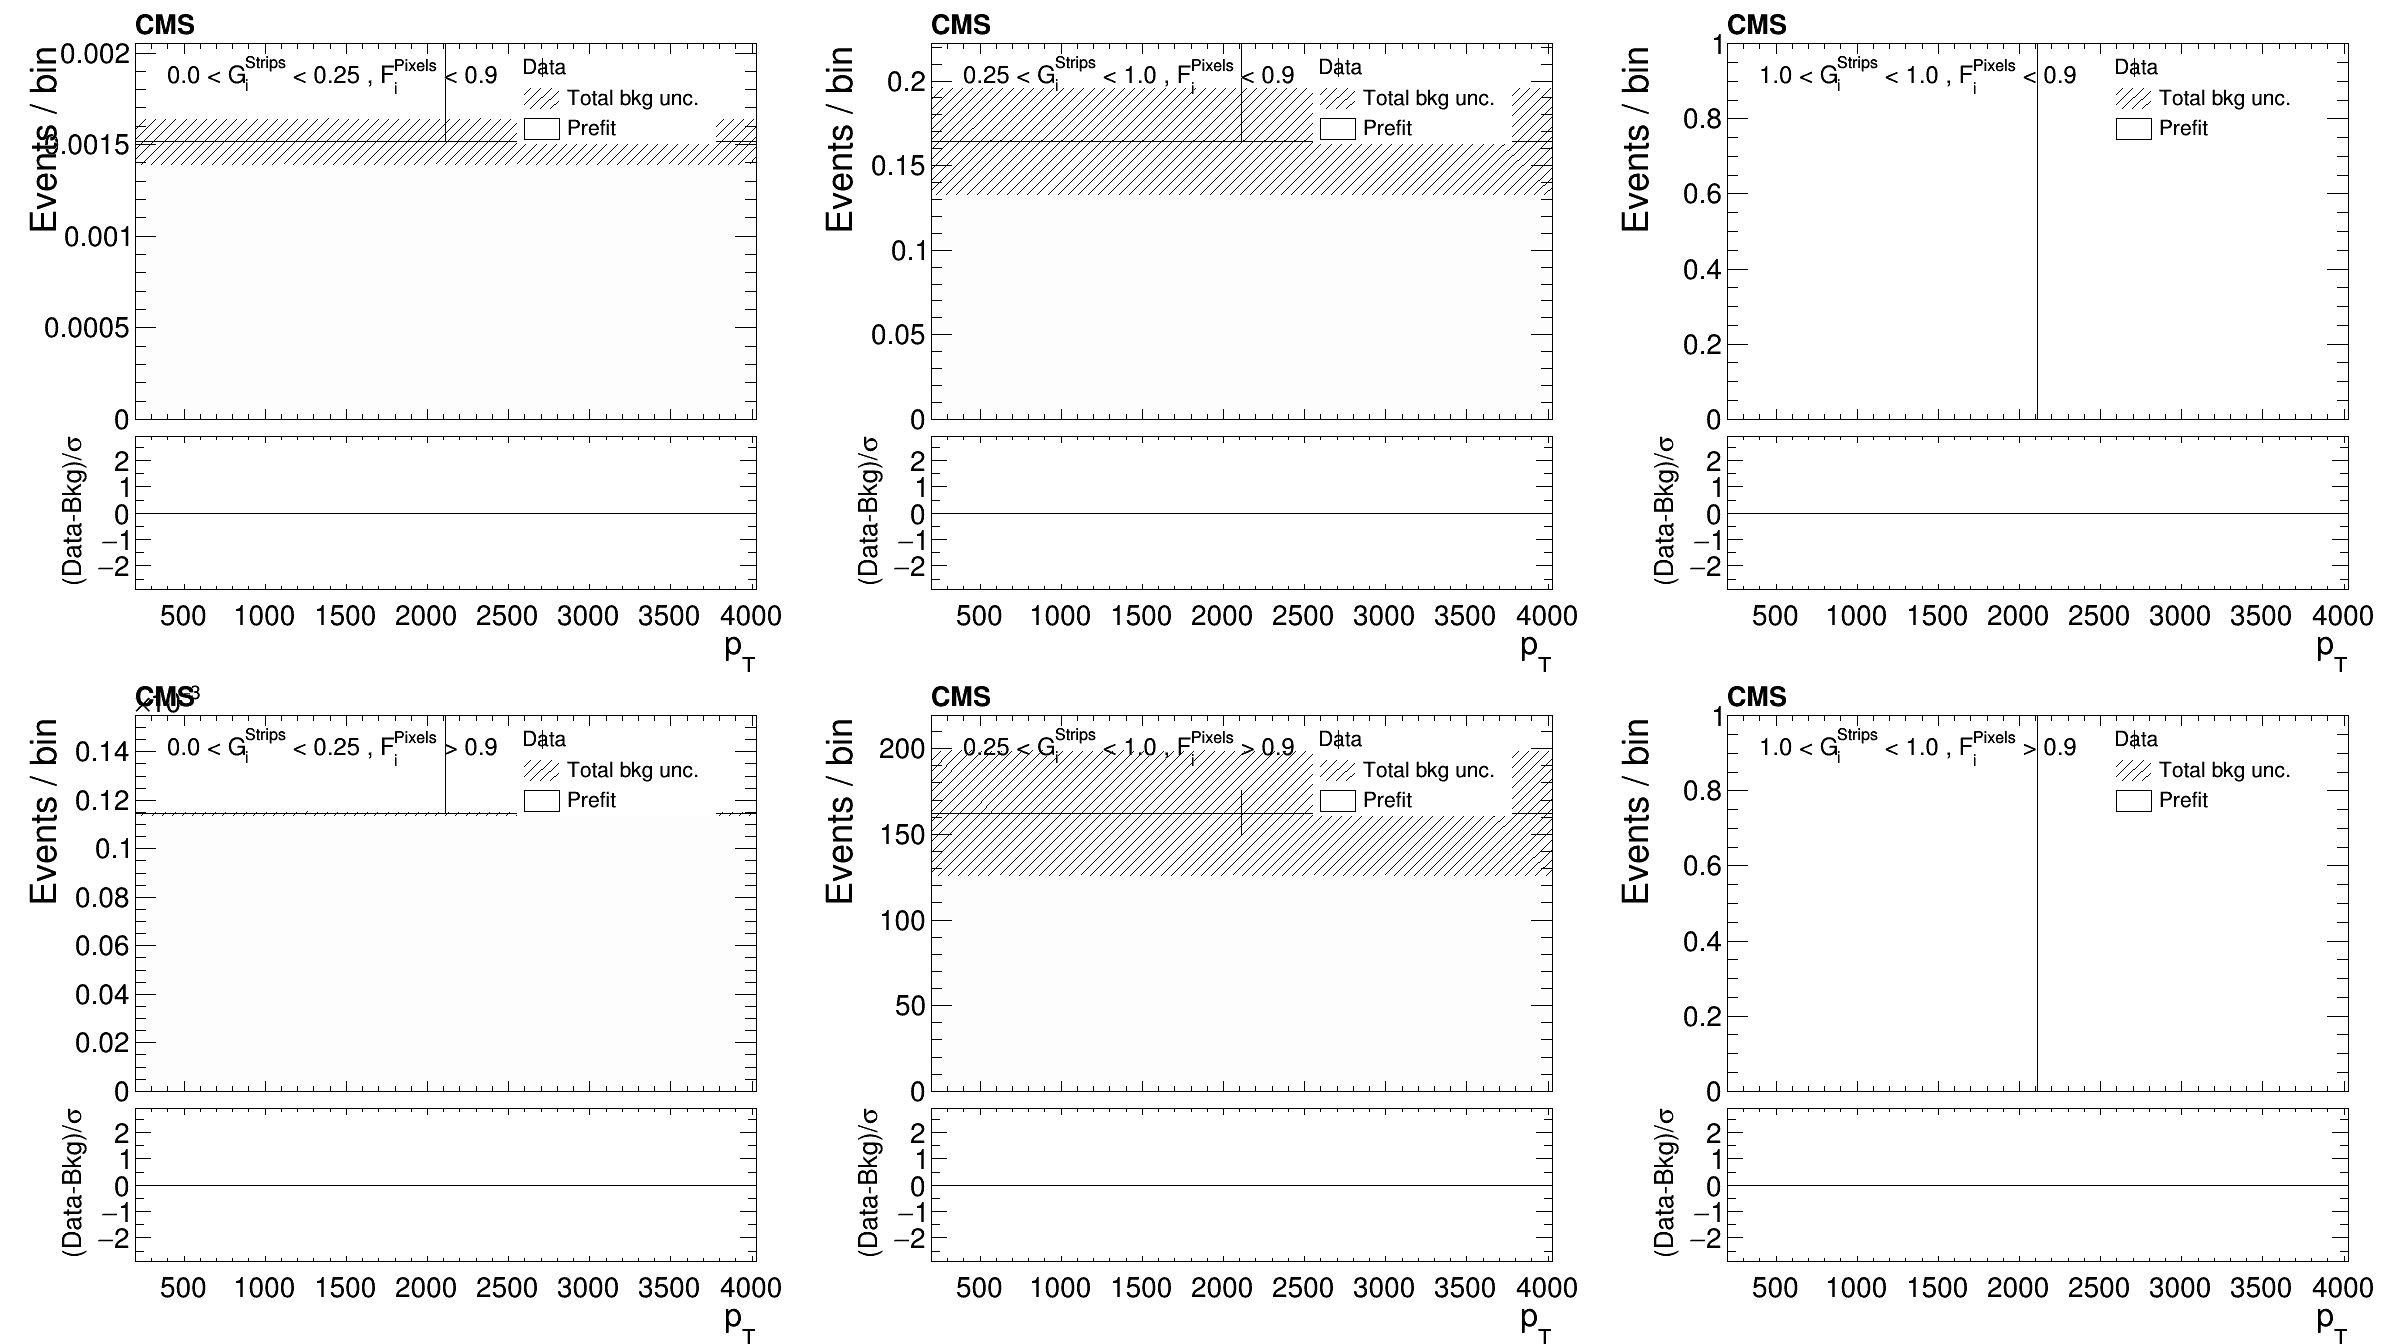 CMS
Events / bin
0.002
0.0015
0.001
0.0005
0
0.0 < G_i^Strips < 0.25 , F_i^Pixels < 0.9
Data
Total bkg unc.
Prefit
(Data-Bkg)/σ
2
1
0
−1
−2
500 1000 1500 2000 2500 3000 3500 4000
p_T
CMS
Events / bin
0.2
0.15
0.1
0.05
0
0.25 < G_i^Strips < 1.0 , F_i^Pixels < 0.9
Data
Total bkg unc.
Prefit
(Data-Bkg)/σ
2
1
0
−1
−2
500 1000 1500 2000 2500 3000 3500 4000
p_T
CMS
Events / bin
1
0.8
0.6
0.4
0.2
0
1.0 < G_i^Strips < 1.0 , F_i^Pixels < 0.9
Data
Total bkg unc.
Prefit
(Data-Bkg)/σ
2
1
0
−1
−2
500 1000 1500 2000 2500 3000 3500 4000
p_T
CMS
×10^−3
Events / bin
0.14
0.12
0.1
0.08
0.06
0.04
0.02
0
0.0 < G_i^Strips < 0.25 , F_i^Pixels > 0.9
Data
Total bkg unc.
Prefit
(Data-Bkg)/σ
2
1
0
−1
−2
500 1000 1500 2000 2500 3000 3500 4000
p_T
CMS
Events / bin
200
150
100
50
0
0.25 < G_i^Strips < 1.0 , F_i^Pixels > 0.9
Data
Total bkg unc.
Prefit
(Data-Bkg)/σ
2
1
0
−1
−2
500 1000 1500 2000 2500 3000 3500 4000
p_T
CMS
Events / bin
1
0.8
0.6
0.4
0.2
0
1.0 < G_i^Strips < 1.0 , F_i^Pixels > 0.9
Data
Total bkg unc.
Prefit
(Data-Bkg)/σ
2
1
0
−1
−2
500 1000 1500 2000 2500 3000 3500 4000
p_T